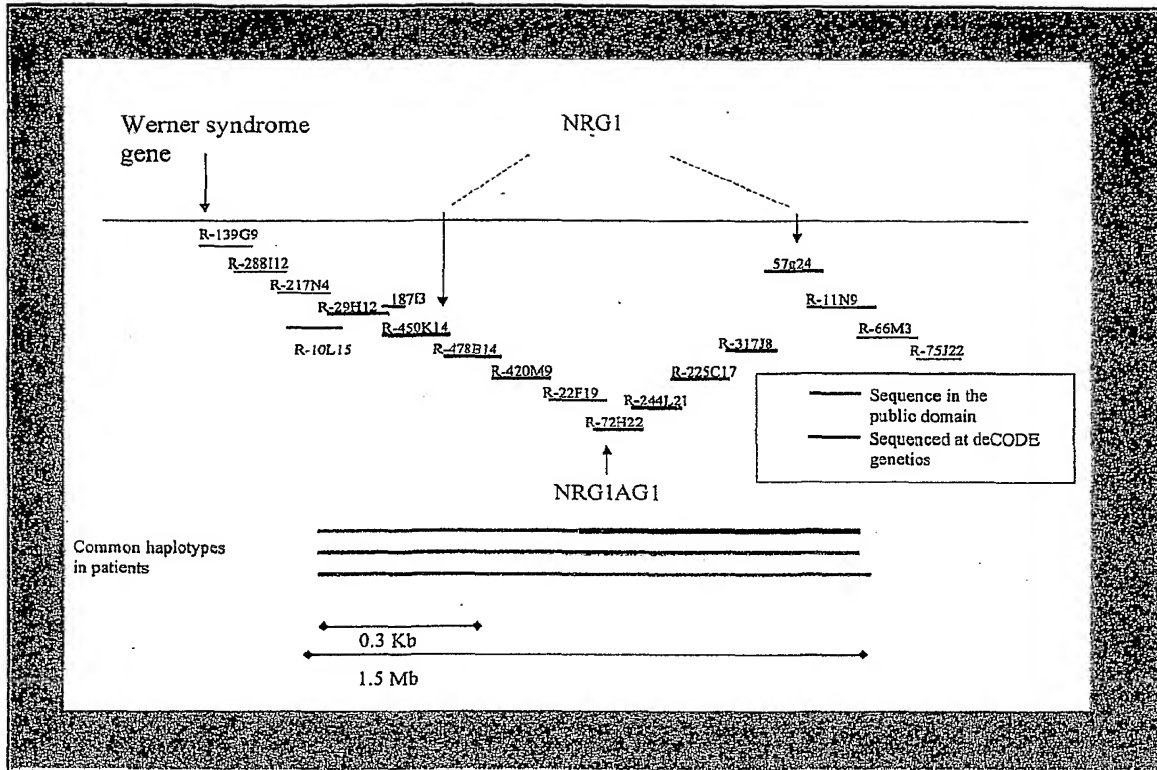 Werner syndrome
gene
NRG1
R-139G9
R-288I12
R-217N4
R-29H12
187I3
R-10L15
R-450K14
R-478B14
R-420M9
R-22F19
R-72H22
R-244L21
R-225C17
R-317J8
57g24
R-11N9
R-66M3
R-75J22
Sequence in the
public domain
Sequenced at deCODE
genetios
NRG1AG1
Common haplotypes
in patients
0.3 Kb
1.5 Mb